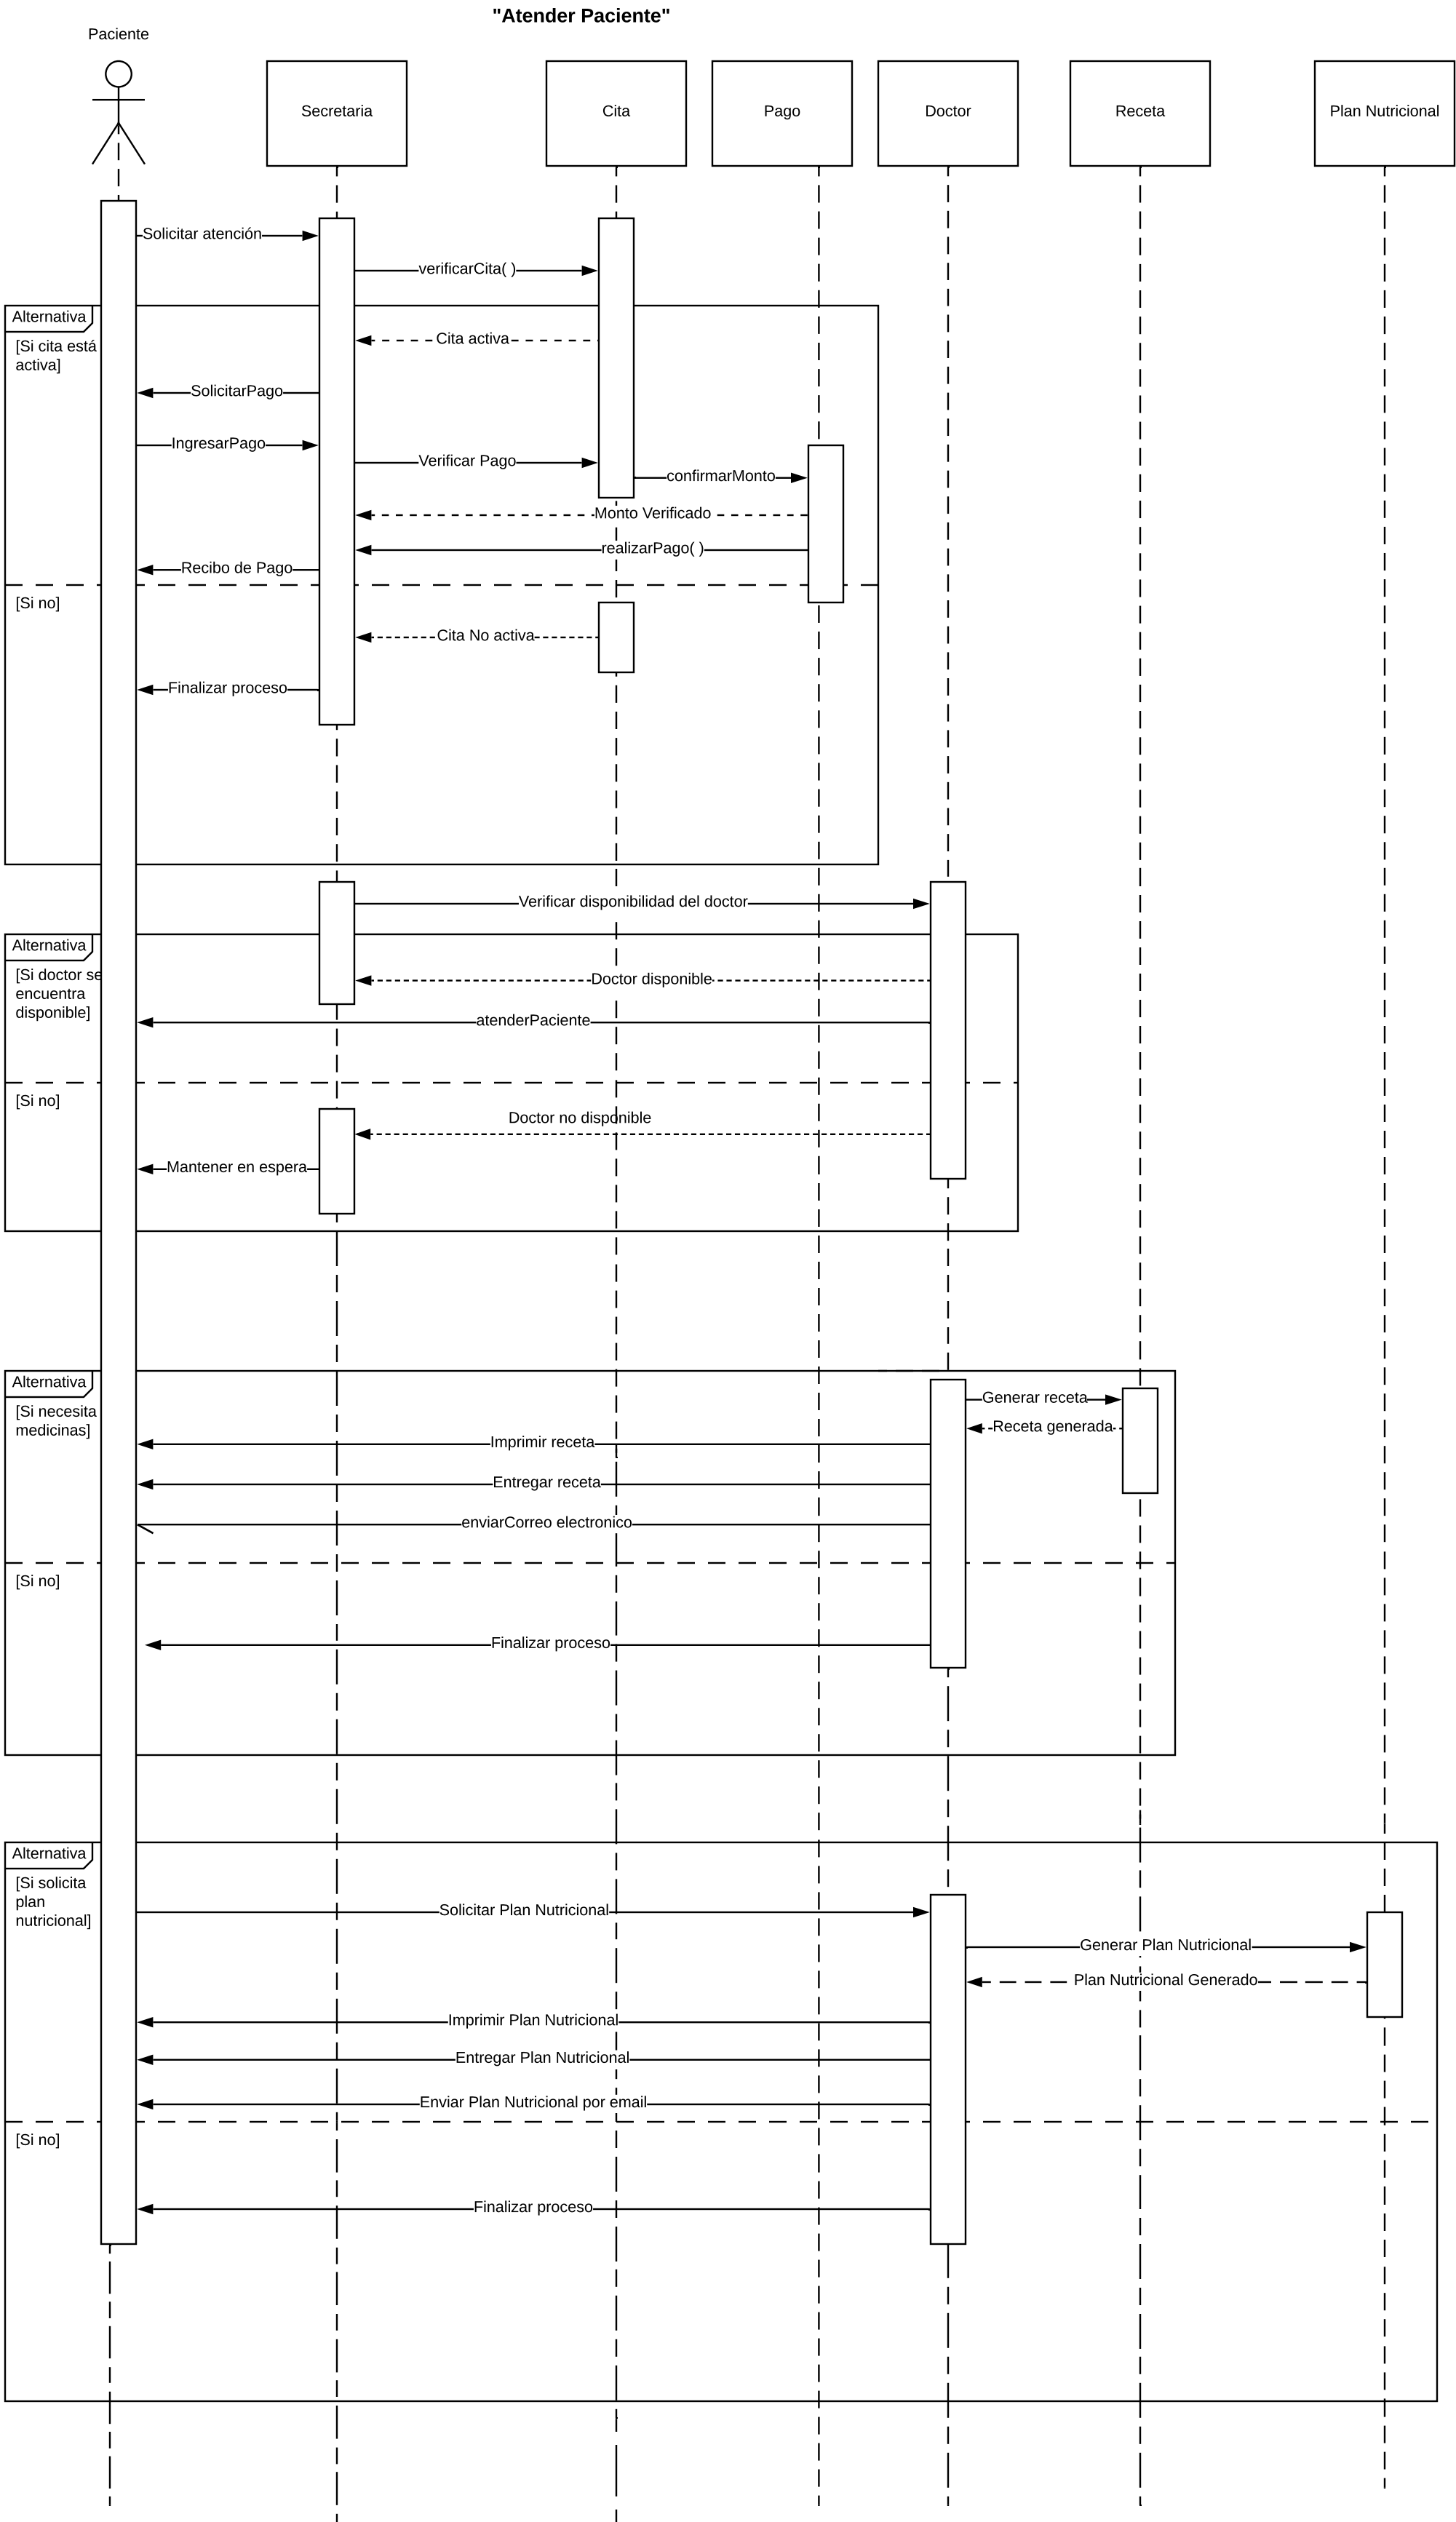 "Atender Paciente"
Paciente
Secretaria
Cita
Pago
Doctor
Receta
Plan Nutricional
Solicitar atención
verificarCita( )
Alternativa
[Si cita está
activa]
Cita activa
SolicitarPago
IngresarPago
Verificar Pago
confirmarMonto
Monto Verificado
realizarPago( )
Recibo de Pago
[Si no]
Cita No activa
Finalizar proceso
Verificar disponibilidad del doctor
Alternativa
[Si doctor se
encuentra
disponible]
Doctor disponible
atenderPaciente
[Si no]
Doctor no disponible
Mantener en espera
Alternativa
[Si necesita
medicinas]
Generar receta
Receta generada
Imprimir receta
Entregar receta
enviarCorreo electronico
[Si no]
Finalizar proceso
Alternativa
[Si solicita
plan
nutricional]
Solicitar Plan Nutricional
Generar Plan Nutricional
Plan Nutricional Generado
Imprimir Plan Nutricional
Entregar Plan Nutricional
Enviar Plan Nutricional por email
[Si no]
Finalizar proceso